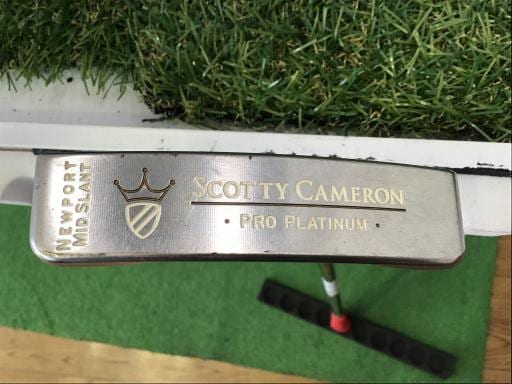 NEWPORT
MID SLANT
SCOTTY CAMERON
• PRO PLATINUM •